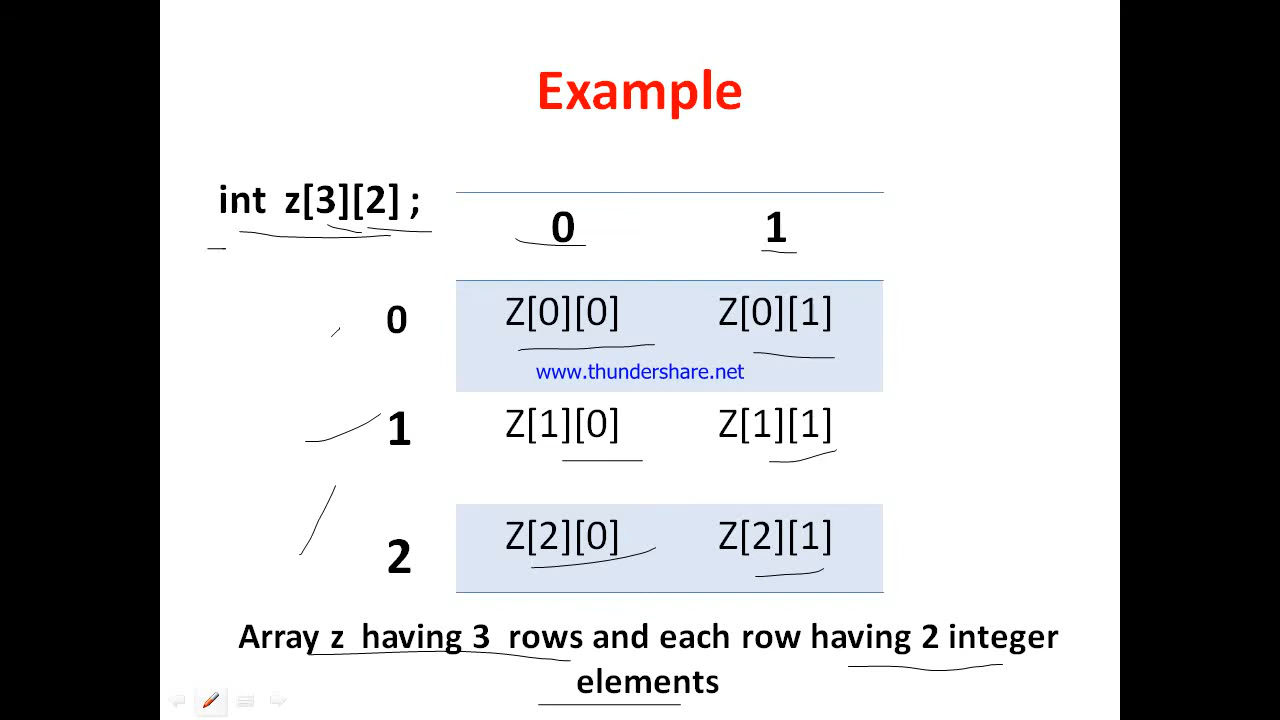 Example
int z[3][2] ;
0 1
0 Z[0][0] Z[0][1]
www.thundershare.net
1 Z[1][0] Z[1][1]
2 Z[2][0] Z[2][1]
Array z having 3 rows and each row having 2 integer
elements